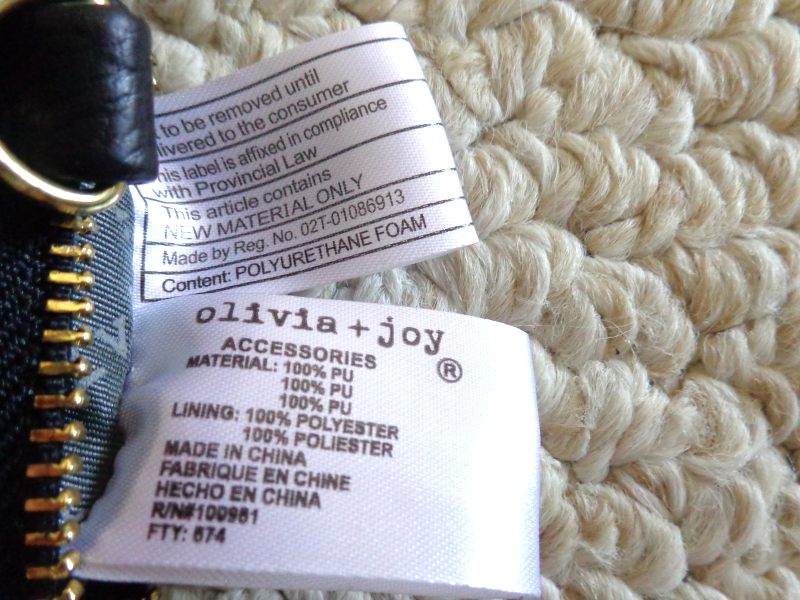 to be removed until
livered to the consumer
his label is affixed in compliance
with Provincial Law
This article contains
NEW MATERIAL ONLY
Made by Reg. No. 02T-01086913
Content: POLYURETHANE FOAM
olivia + joy ®
ACCESSORIES
MATERIAL: 100% PU
100% PU
100% PU
LINING: 100% POLYESTER
100% POLIESTER
MADE IN CHINA
FABRIQUE EN CHINE
HECHO EN CHINA
R/N#100981
FTY: 674